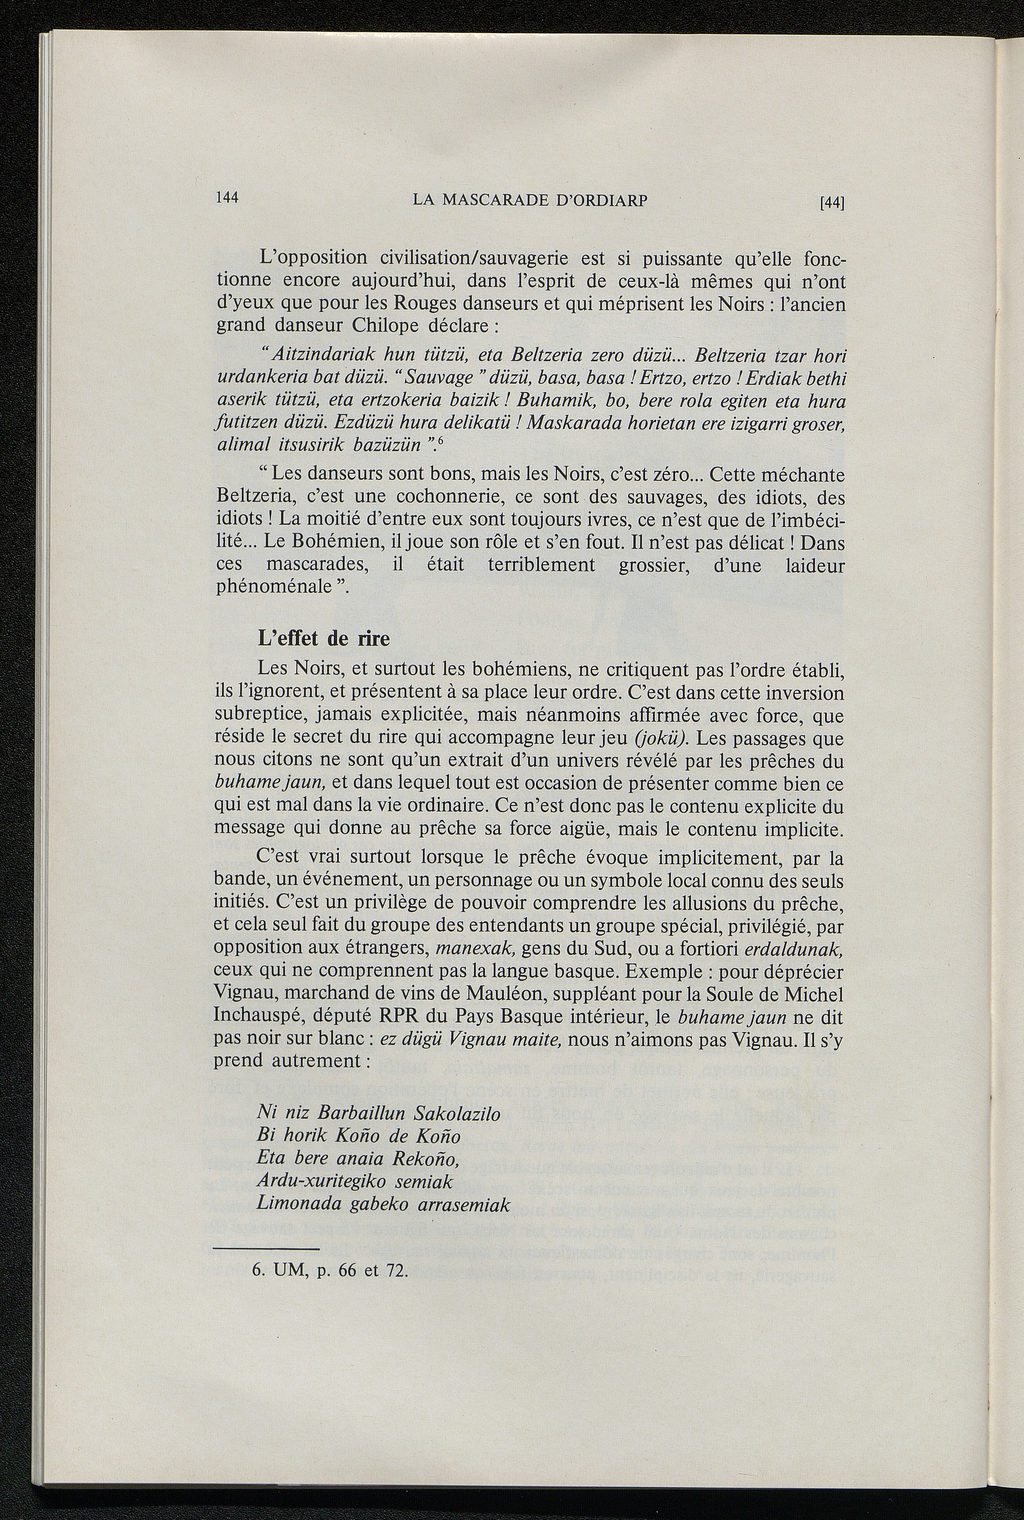 144 LA MASCARADE D'ORDIARP [44]
L'opposition civilisation/sauvagerie est si puissante qu'elle fonc-
tionne encore aujourd'hui, dans l'esprit de ceux-là mêmes qui n'ont
d'yeux que pour les Rouges danseurs et qui méprisent les Noirs : l'ancien
grand danseur Chilope déclare :
“Aitzindariak hun tützü, eta Beltzeria zero düzü... Beltzeria tzar hori
urdankeria bat düzü. “Sauvage” düzü, basa, basa ! Ertzo, ertzo ! Erdiak bethi
aserik tützü, eta ertzokeria baizik ! Buhamik, bo, bere rola egiten eta hura
futitzen düzü. Ezdüzü hura delikatü ! Maskarada horietan ere izigarri groser,
alimal itsusirik bazüzün ”.6
“ Les danseurs sont bons, mais les Noirs, c'est zéro... Cette méchante
Beltzeria, c'est une cochonnerie, ce sont des sauvages, des idiots, des
idiots ! La moitié d'entre eux sont toujours ivres, ce n'est que de l'imbéci-
lité... Le Bohémien, il joue son rôle et s'en fout. Il n'est pas délicat ! Dans
ces mascarades, il était terriblement grossier, d'une laideur
phénoménale ”.
L'effet de rire
Les Noirs, et surtout les bohémiens, ne critiquent pas l'ordre établi,
ils l'ignorent, et présentent à sa place leur ordre. C'est dans cette inversion
subreptice, jamais explicitée, mais néanmoins affirmée avec force, que
réside le secret du rire qui accompagne leur jeu (jokü). Les passages que
nous citons ne sont qu'un extrait d'un univers révélé par les prêches du
buhame jaun, et dans lequel tout est occasion de présenter comme bien ce
qui est mal dans la vie ordinaire. Ce n'est donc pas le contenu explicite du
message qui donne au prêche sa force aigüe, mais le contenu implicite.
C'est vrai surtout lorsque le prêche évoque implicitement, par la
bande, un événement, un personnage ou un symbole local connu des seuls
initiés. C'est un privilège de pouvoir comprendre les allusions du prêche,
et cela seul fait du groupe des entendants un groupe spécial, privilégié, par
opposition aux étrangers, manexak, gens du Sud, ou a fortiori erdaldunak,
ceux qui ne comprennent pas la langue basque. Exemple : pour déprécier
Vignau, marchand de vins de Mauléon, suppléant pour la Soule de Michel
Inchauspé, député RPR du Pays Basque intérieur, le buhame jaun ne dit
pas noir sur blanc : ez dügü Vignau maite, nous n'aimons pas Vignau. Il s'y
prend autrement :
Ni niz Barbaillun Sakolazilo
Bi horik Koño de Koño
Eta bere anaia Rekoño,
Ardu-xuritegiko semiak
Limonada gabeko arrasemiak
6. UM, p. 66 et 72.